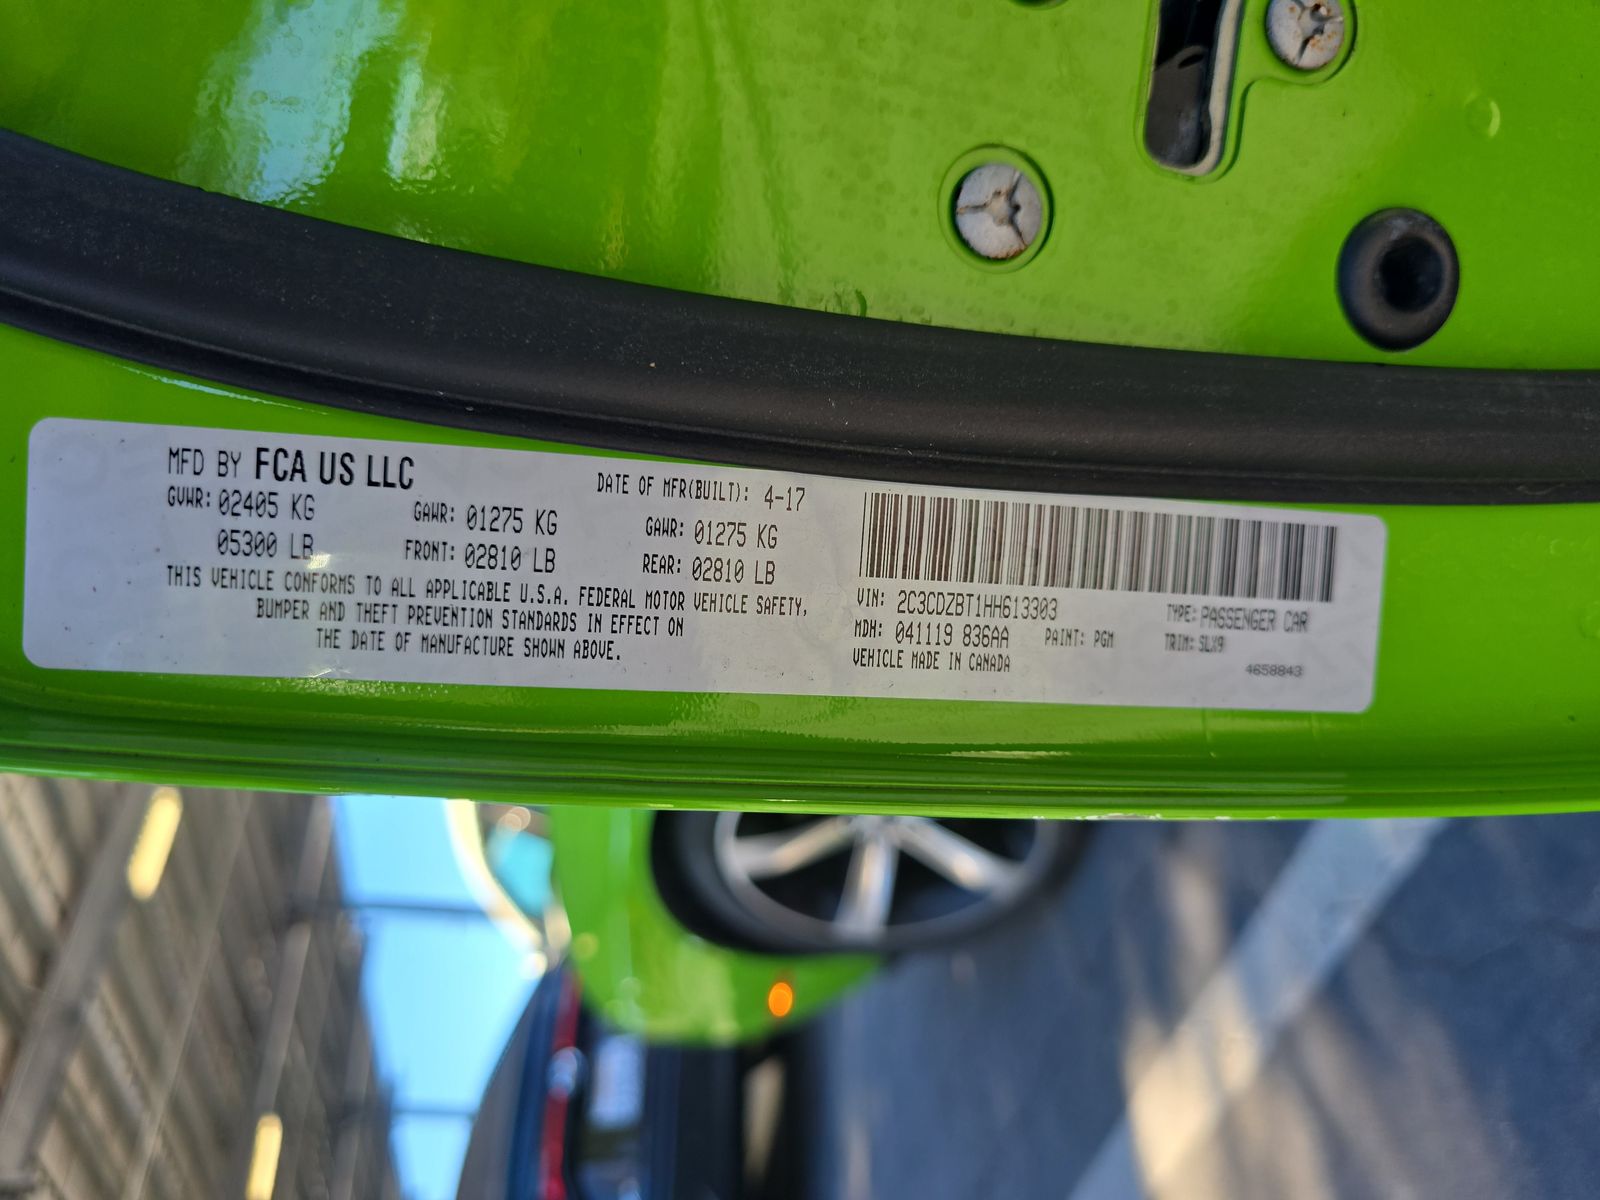 MFD BY FCA US LLC
DATE OF MFR(BUILT): 4-17
GVWR: 02405 KG
GAWR: 01275 KG
GAWR: 01275 KG
05300 LB
FRONT: 02810 LB
REAR: 02810 LB
THIS VEHICLE CONFORMS TO ALL APPLICABLE U.S.A. FEDERAL MOTOR VEHICLE SAFETY,
BUMPER AND THEFT PREVENTION STANDARDS IN EFFECT ON
THE DATE OF MANUFACTURE SHOWN ABOVE.
VIN: 2C3CDZBT1HH613303
TYPE: PASSENGER CAR
MDH: 041119 836AA
PAINT: PGM
TRIM: SLX9
VEHICLE MADE IN CANADA
4658843